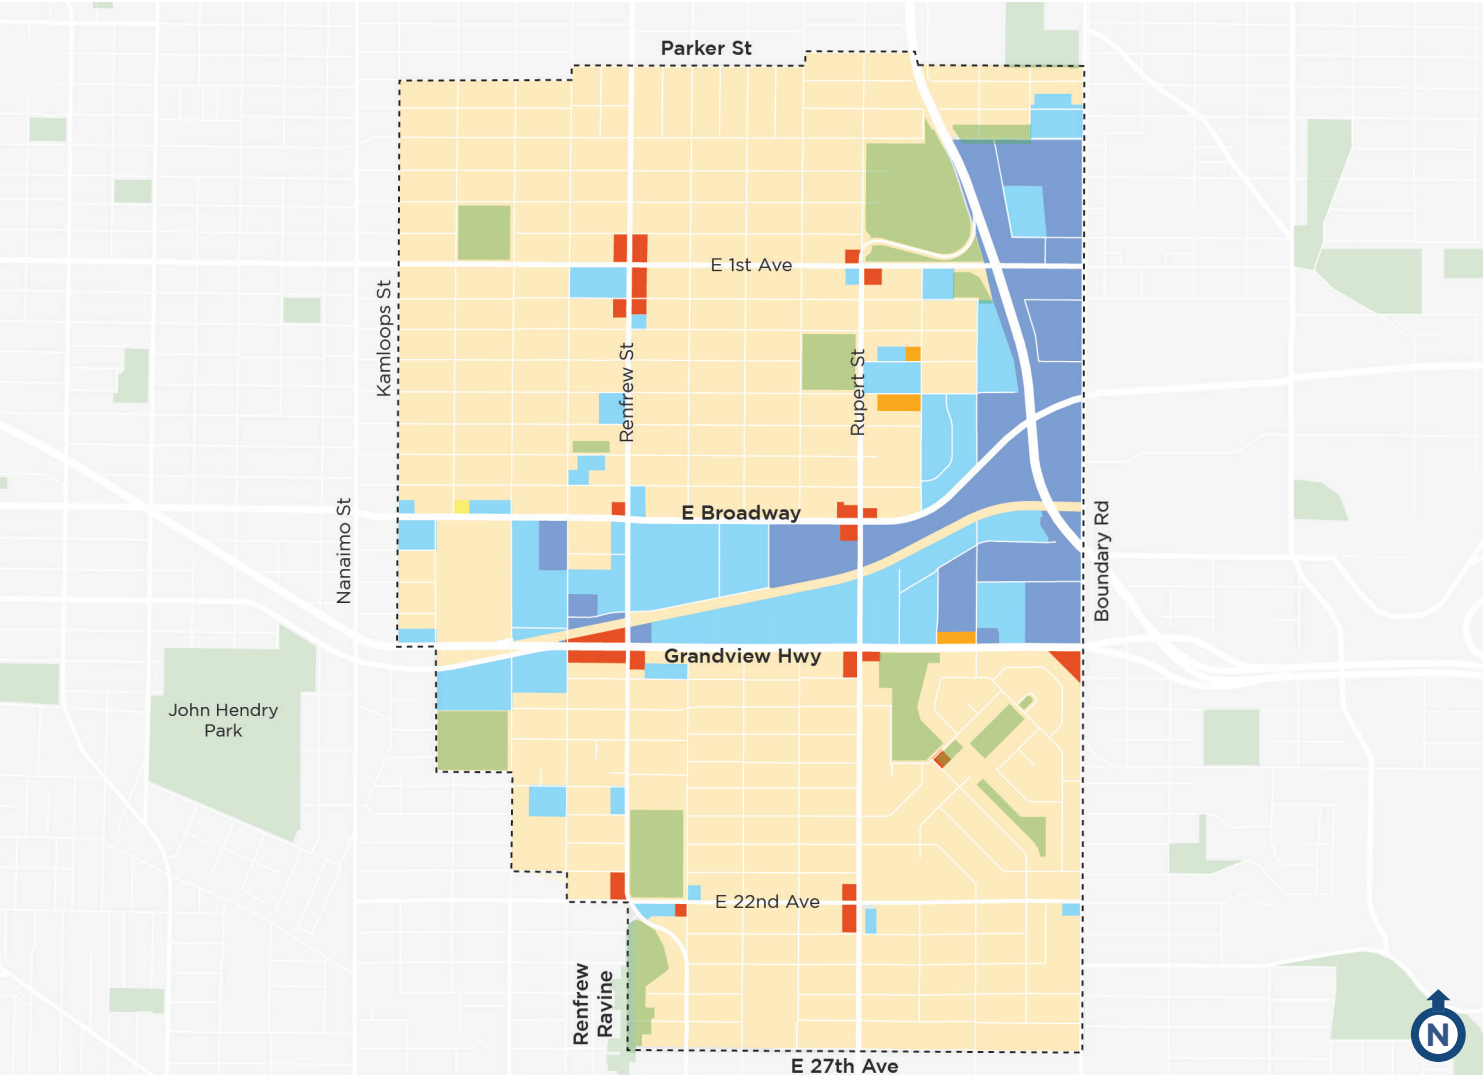 Parker St
E 1st Ave
Kamloops St
Renfrew St
Rupert St
Nanaimo St
E Broadway
Boundary Rd
Grandview Hwy
John Hendry
Park
E 22nd Ave
Renfrew
Ravine
E 27th Ave
N